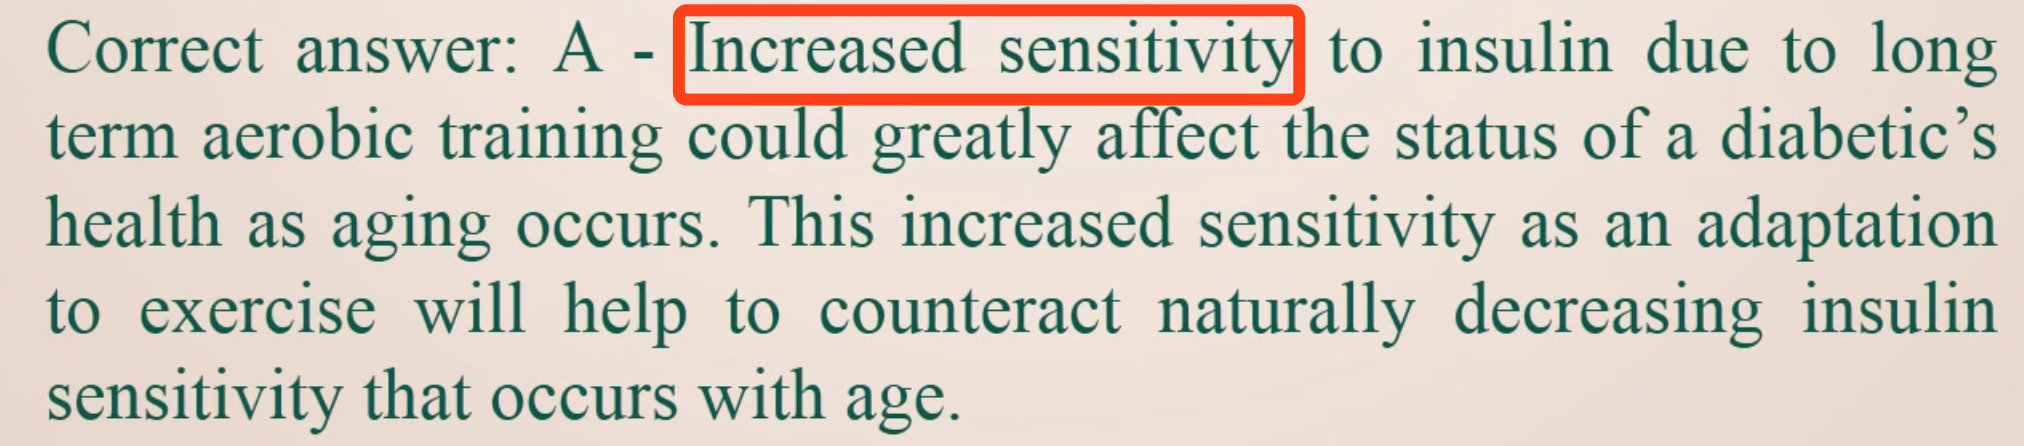 Correct answer: A - Increased sensitivity to insulin due to long
term aerobic training could greatly affect the status of a diabetic’s
health as aging occurs. This increased sensitivity as an adaptation
to exercise will help to counteract naturally decreasing insulin
sensitivity that occurs with age.